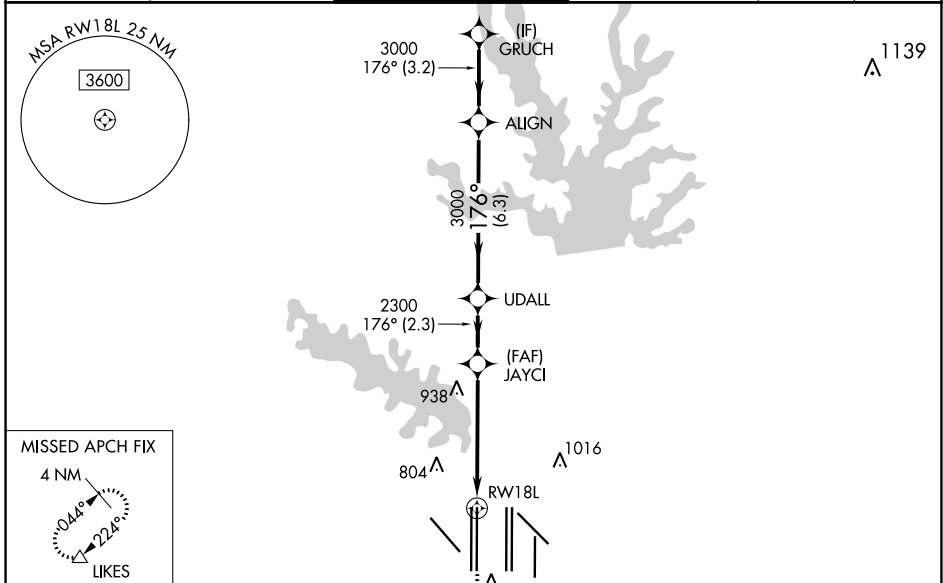 MSA RW18L 25 NM
3600
3000
176° (3.2)
(IF)
GRUCH
1139
ALIGN
3000
176°
(6.3)
UDALL
2300
176° (2.3)
(FAF)
JAYCI
938
1016
804
RW18L
MISSED APCH FIX
4 NM
044°
224°
LIKES